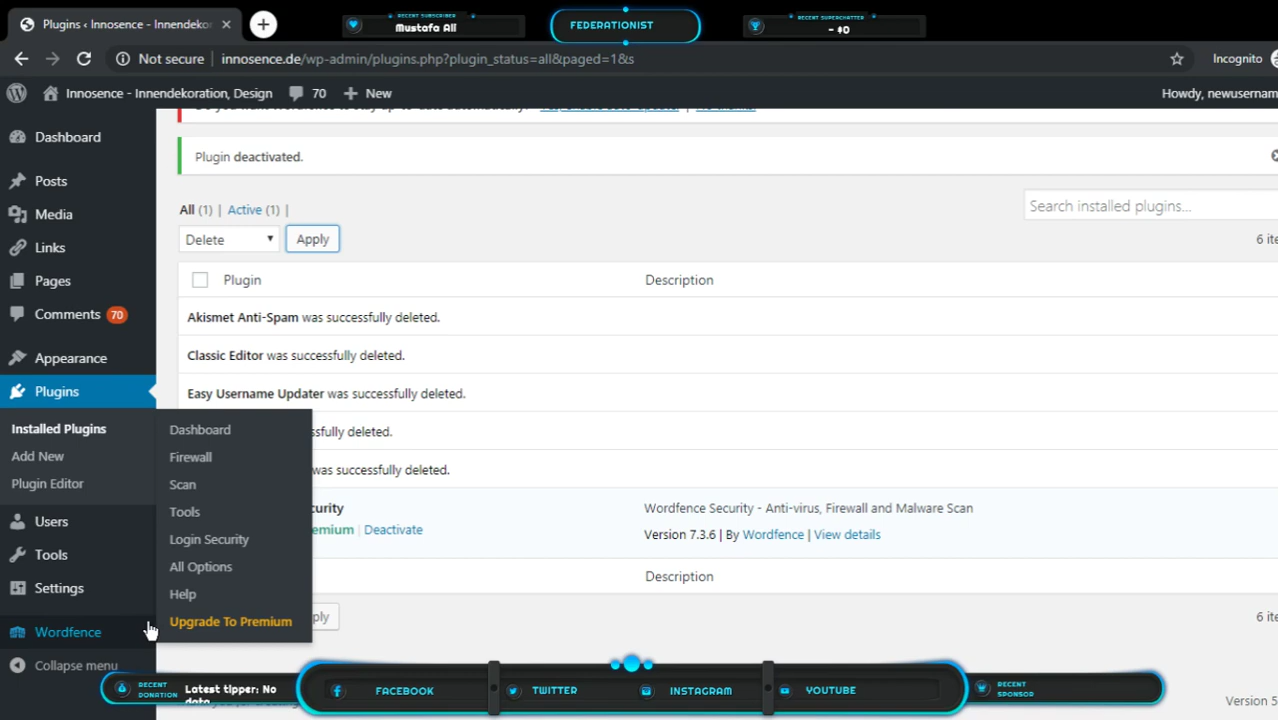 Plugins ‹ Innosence - Innendekor
RECENT SUBSCRIBER
Mustafa All
FEDERATIONIST
RECENT SUPERCHATTER
- $0
Not secure
innosence.de/wp-admin/plugins.php?plugin_status=all&paged=1&s
Incognito
Innosence - Innendekoration, Design
70
New
Howdy, newusernam
Dashboard
Posts
Media
Links
Pages
Comments 70
Appearance
Plugins
Installed Plugins
Add New
Plugin Editor
Users
Tools
Settings
Wordfence
Collapse menu
Dashboard
Firewall
Scan
Tools
Login Security
All Options
Help
Upgrade To Premium
Plugin deactivated.
All (1) | Active (1) |
Search installed plugins...
Delete
Apply
6 ite
Plugin
Description
Akismet Anti-Spam was successfully deleted.
Classic Editor was successfully deleted.
Easy Username Updater was successfully deleted.
ssfully deleted.
was successfully deleted.
curity
Wordfence Security - Anti-virus, Firewall and Malware Scan
emium | Deactivate
Version 7.3.6 | By Wordfence | View details
Description
ply
6 ite
RECENT DONATION
Latest tipper: No data
FACEBOOK
TWITTER
INSTAGRAM
YOUTUBE
RECENT SPONSOR
Version 5